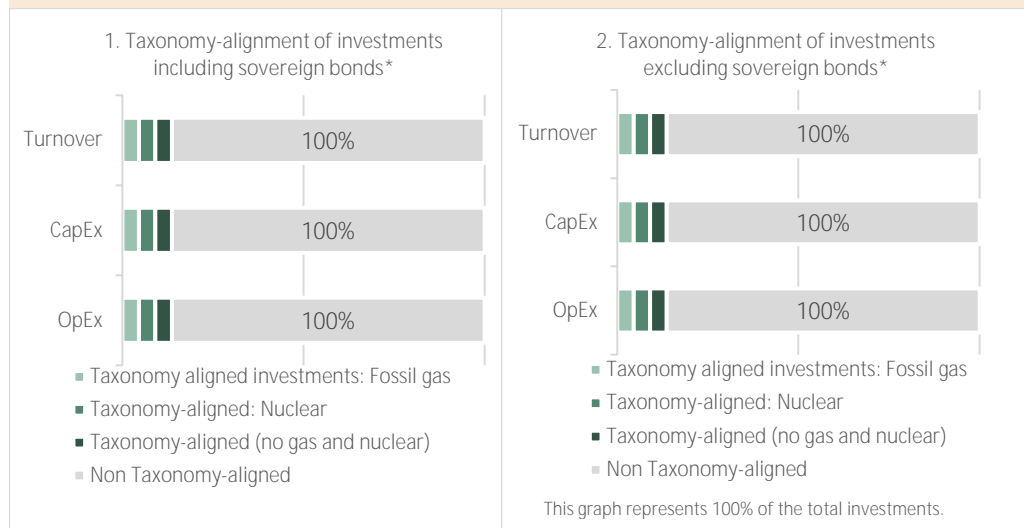 1. Taxonomy-alignment of investments
including sovereign bonds*
Turnover
100%
CapEx
100%
OpEx
100%
Taxonomy aligned investments: Fossil gas
Taxonomy-aligned: Nuclear
Taxonomy-aligned (no gas and nuclear)
Non Taxonomy-aligned
2. Taxonomy-alignment of investments
excluding sovereign bonds*
Turnover
100%
CapEx
100%
OpEx
100%
Taxonomy aligned investments: Fossil gas
Taxonomy-aligned: Nuclear
Taxonomy-aligned (no gas and nuclear)
Non Taxonomy-aligned
This graph represents 100% of the total investments.